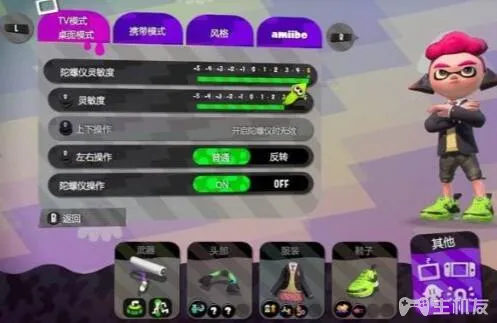 L
TV模式
桌面模式
携带模式
风格
amiibo
R
陀螺仪灵敏度
-5 -4 -3 -2 -1 0 1 2 3 4 5
灵敏度
-5 -4 -3 -2 -1 0 1 2
上下操作
开启陀螺仪时无效
左右操作
普通
反转
陀螺仪操作
ON
OFF
B 返回
武器
头部
服装
鞋子
其他
? ?
主机友